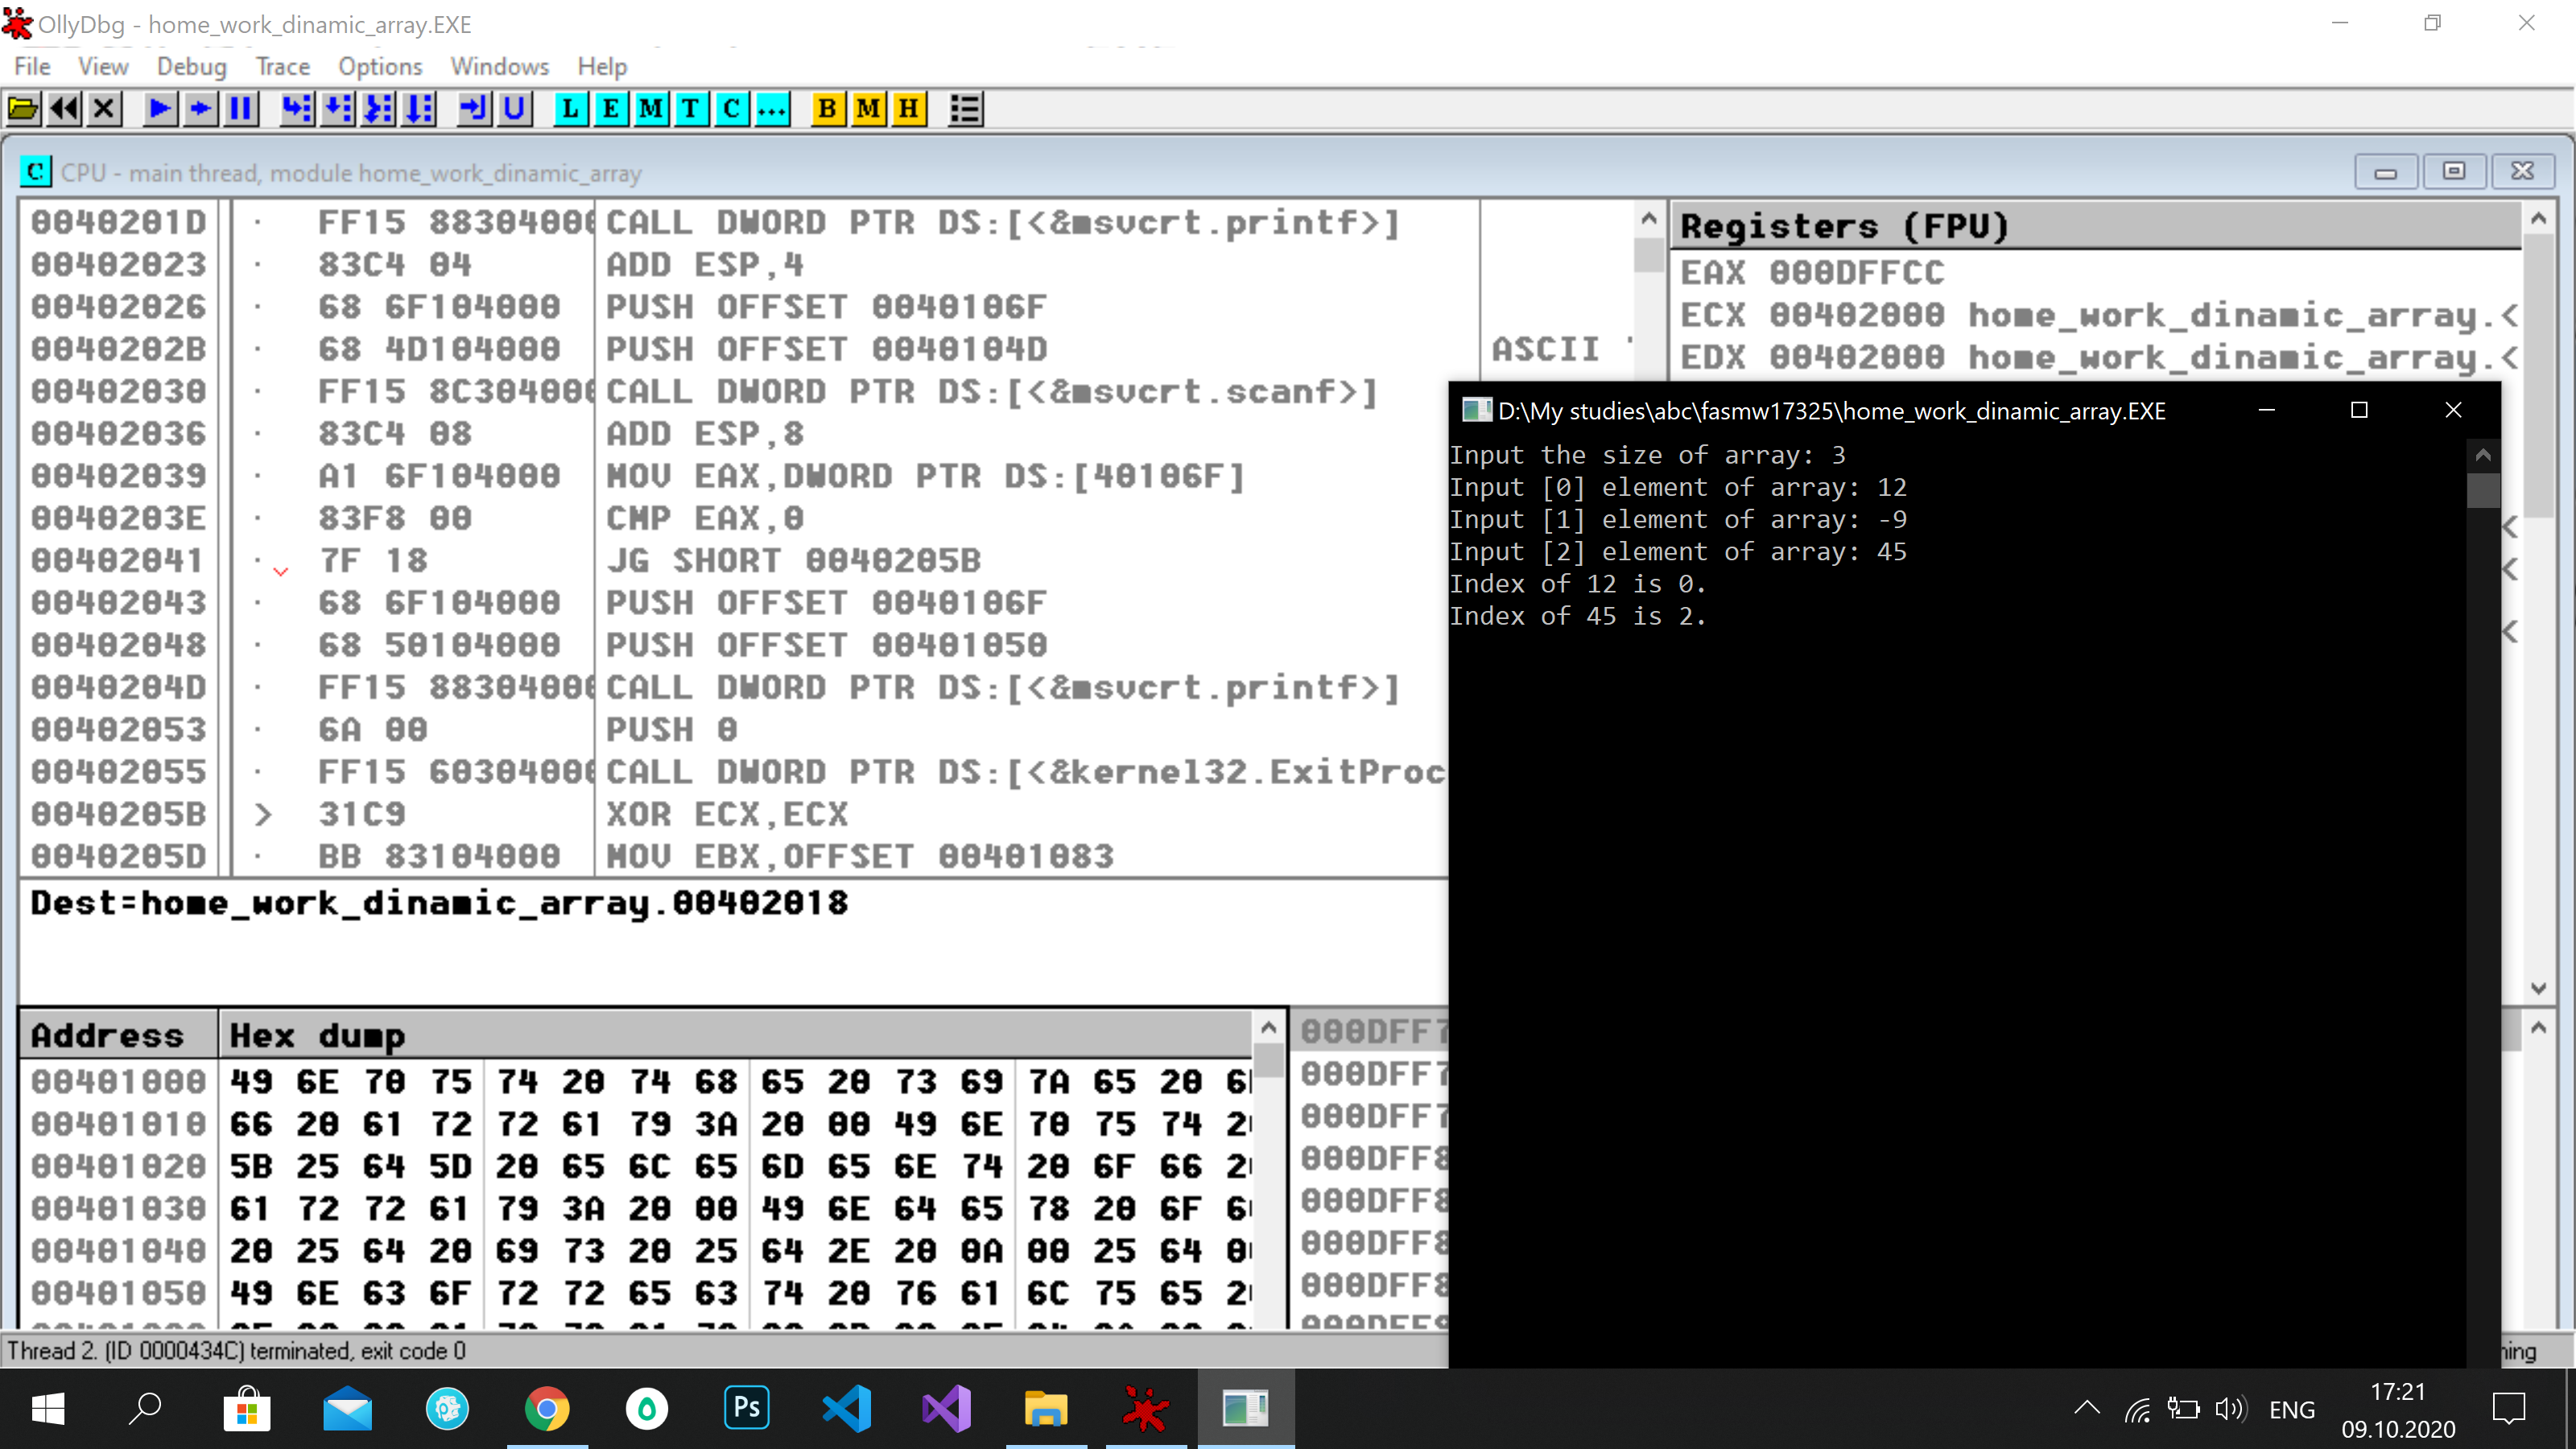 OllyDbg - home_work_dinamic_array.EXE
File View Debug Trace Options Windows Help
L E M T C ... B M H
C CPU - main thread, module home_work_dinamic_array
0040201D · FF15 88304000 CALL DWORD PTR DS:[<&msvcrt.printf>]
00402023 · 83C4 04 ADD ESP,4
00402026 · 68 6F104000 PUSH OFFSET 0040106F
0040202B · 68 4D104000 PUSH OFFSET 0040104D ASCII "
00402030 · FF15 8C304000 CALL DWORD PTR DS:[<&msvcrt.scanf>]
00402036 · 83C4 08 ADD ESP,8
00402039 · A1 6F104000 MOV EAX,DWORD PTR DS:[40106F]
0040203E · 83F8 00 CMP EAX,0
00402041 · 7F 18 JG SHORT 0040205B
00402043 · 68 6F104000 PUSH OFFSET 0040106F
00402048 · 68 50104000 PUSH OFFSET 00401050
0040204D · FF15 88304000 CALL DWORD PTR DS:[<&msvcrt.printf>]
00402053 · 6A 00 PUSH 0
00402055 · FF15 60304000 CALL DWORD PTR DS:[<&kernel32.ExitProc
0040205B > 31C9 XOR ECX,ECX
0040205D · BB 83104000 MOV EBX,OFFSET 00401083
Registers (FPU)
EAX 000DFFCC
ECX 00402000 home_work_dinamic_array.<
EDX 00402000 home_work_dinamic_array.<
D:\My studies\abc\fasmw17325\home_work_dinamic_array.EXE
Input the size of array: 3
Input [0] element of array: 12
Input [1] element of array: -9
Input [2] element of array: 45
Index of 12 is 0.
Index of 45 is 2.
Dest=home_work_dinamic_array.00402018
Address Hex dump
00401000 49 6E 70 75 74 20 74 68 65 20 73 69 7A 65 20
00401010 66 20 61 72 72 61 79 3A 20 00 49 6E 70 75 74
00401020 5B 25 64 5D 20 65 6C 65 6D 65 6E 74 20 6F 66
00401030 61 72 72 61 79 3A 20 00 49 6E 64 65 78 20 6F
00401040 20 25 64 20 69 73 20 25 64 2E 20 0A 00 25 64
00401050 49 6E 63 6F 72 72 65 63 74 20 76 61 6C 75 65
000DFF7
000DFF7
000DFF7
000DFF8
000DFF8
000DFF8
000DFF8
Thread 2. (ID 0000434C) terminated, exit code 0
Ps
ENG
17:21
09.10.2020